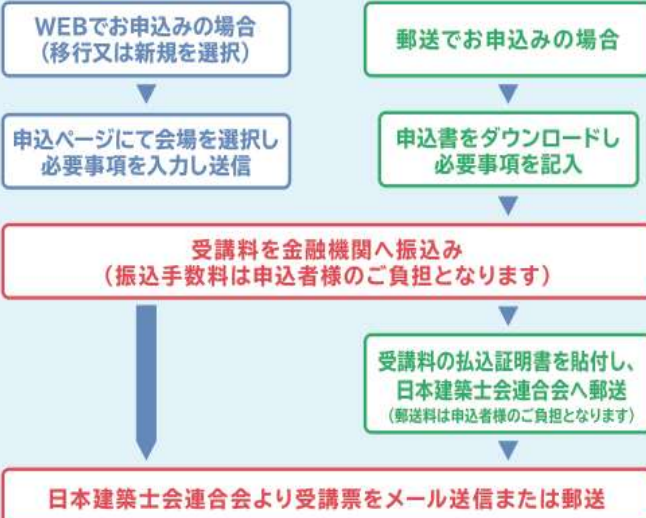 WEBでお申込みの場合
(移行又は新規を選択)
郵送でお申込みの場合
申込ページにて会場を選択し
必要事項を入力し送信
申込書をダウンロードし
必要事項を記入
受講料を金融機関へ振込み
(振込手数料は申込者様のご負担となります)
受講料の払込証明書を貼付し、
日本建築士会連合会へ郵送
(郵送料は申込者様のご負担となります)
日本建築士会連合会より受講票をメール送信または郵送